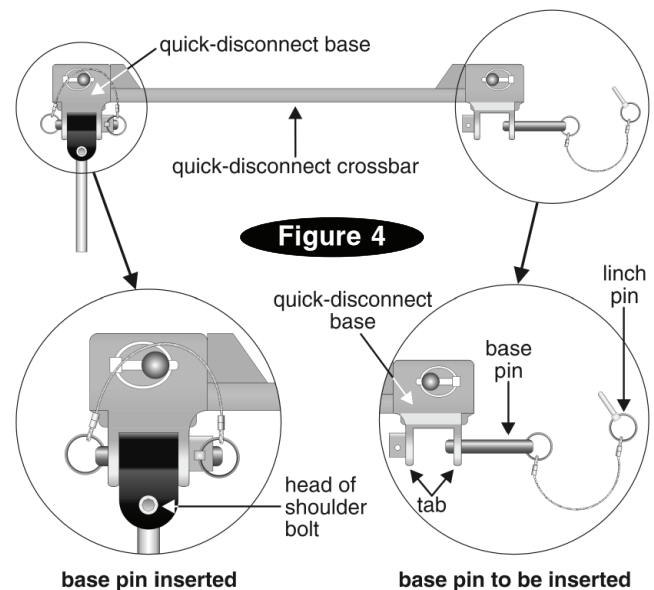 quick-disconnect base
quick-disconnect crossbar
Figure 4
quick-disconnect
base
base
pin
linch
pin
tab
head of
shoulder
bolt
base pin inserted
base pin to be inserted